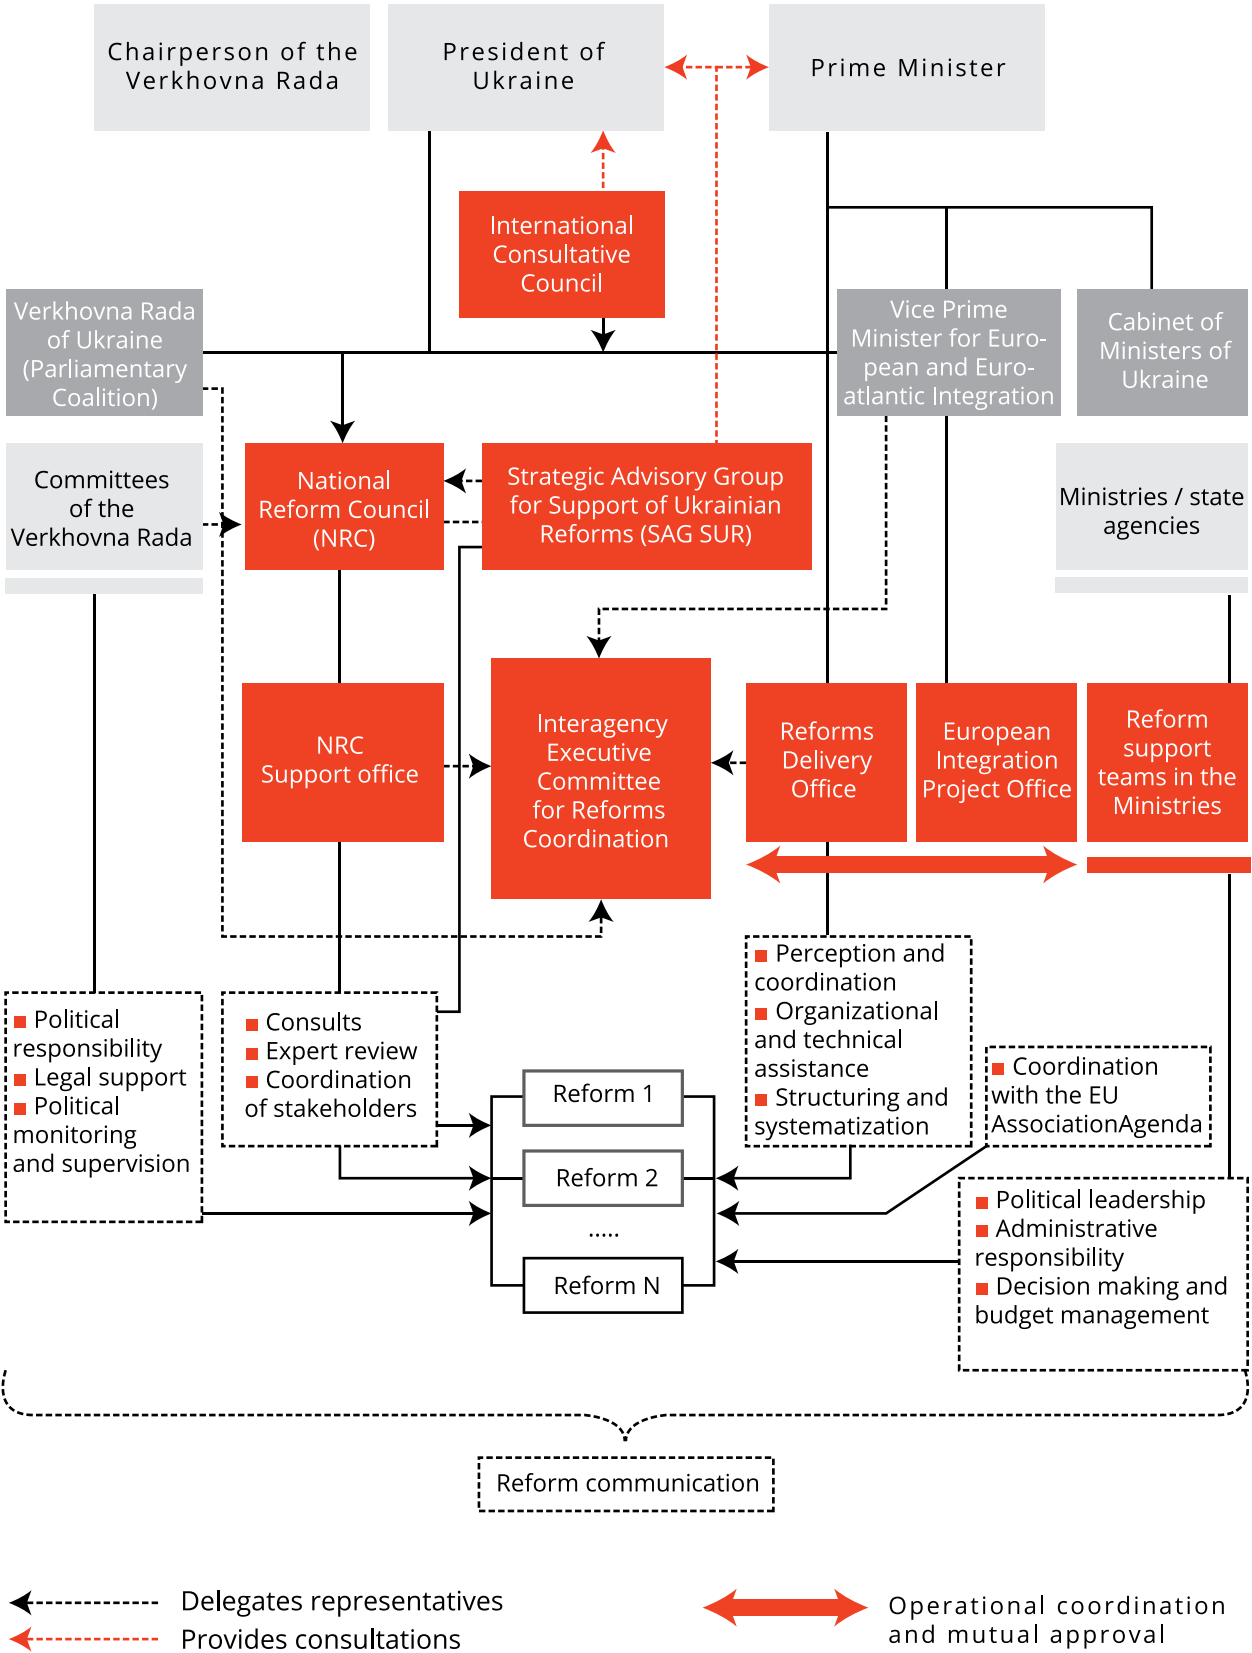 Chairperson of the
Verkhovna Rada
President of
Ukraine
Prime Minister
International
Consultative
Council
Verkhovna Rada
of Ukraine
(Parliamentary
Coalition)
Vice Prime
Minister for Euro-
pean and Euro-
atlantic Integration
Cabinet of
Ministers of
Ukraine
Committees
of the
Verkhovna Rada
National
Reform Council
(NRC)
Strategic Advisory Group
for Support of Ukrainian
Reforms (SAG SUR)
Ministries / state
agencies
NRC
Support office
Interagency
Executive
Committee
for Reforms
Coordination
Reforms
Delivery
Office
European
Integration
Project Office
Reform
support
teams in the
Ministries
■ Political
responsibility
■ Legal support
■ Political
monitoring
and supervision
■ Consults
■ Expert review
■ Coordination
of stakeholders
■ Perception and
coordination
■ Organizational
and technical
assistance
■ Structuring and
systematization
■ Coordination
with the EU
AssociationAgenda
■ Political leadership
■ Administrative
responsibility
■ Decision making and
budget management
Reform 1
Reform 2
.....
Reform N
Reform communication
Delegates representatives
Provides consultations
Operational coordination
and mutual approval